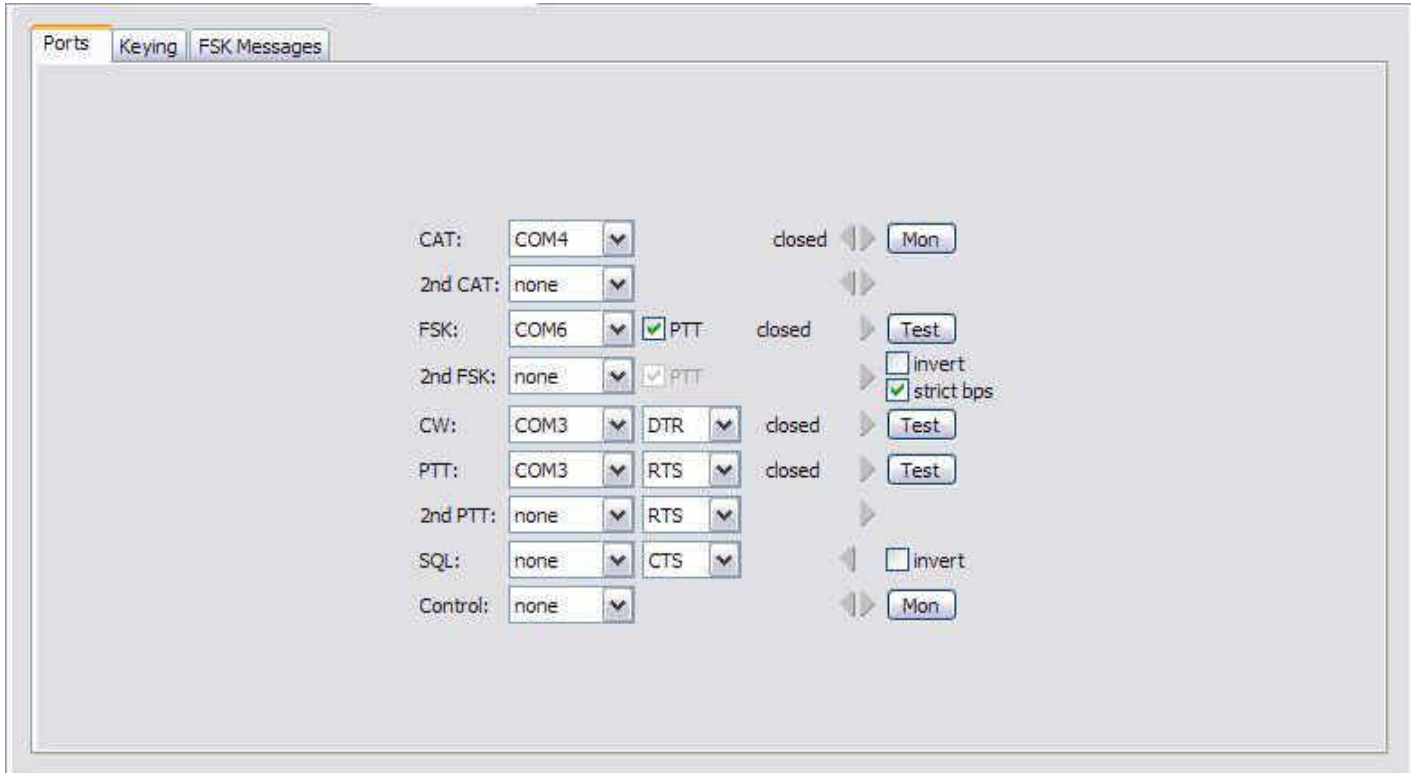 Ports Keying FSK Messages
CAT: COM4 closed Mon
2nd CAT: none
FSK: COM6 PTT closed Test
2nd FSK: none PTT invert
strict bps
CW: COM3 DTR closed Test
PTT: COM3 RTS closed Test
2nd PTT: none RTS
SQL: none CTS invert
Control: none Mon